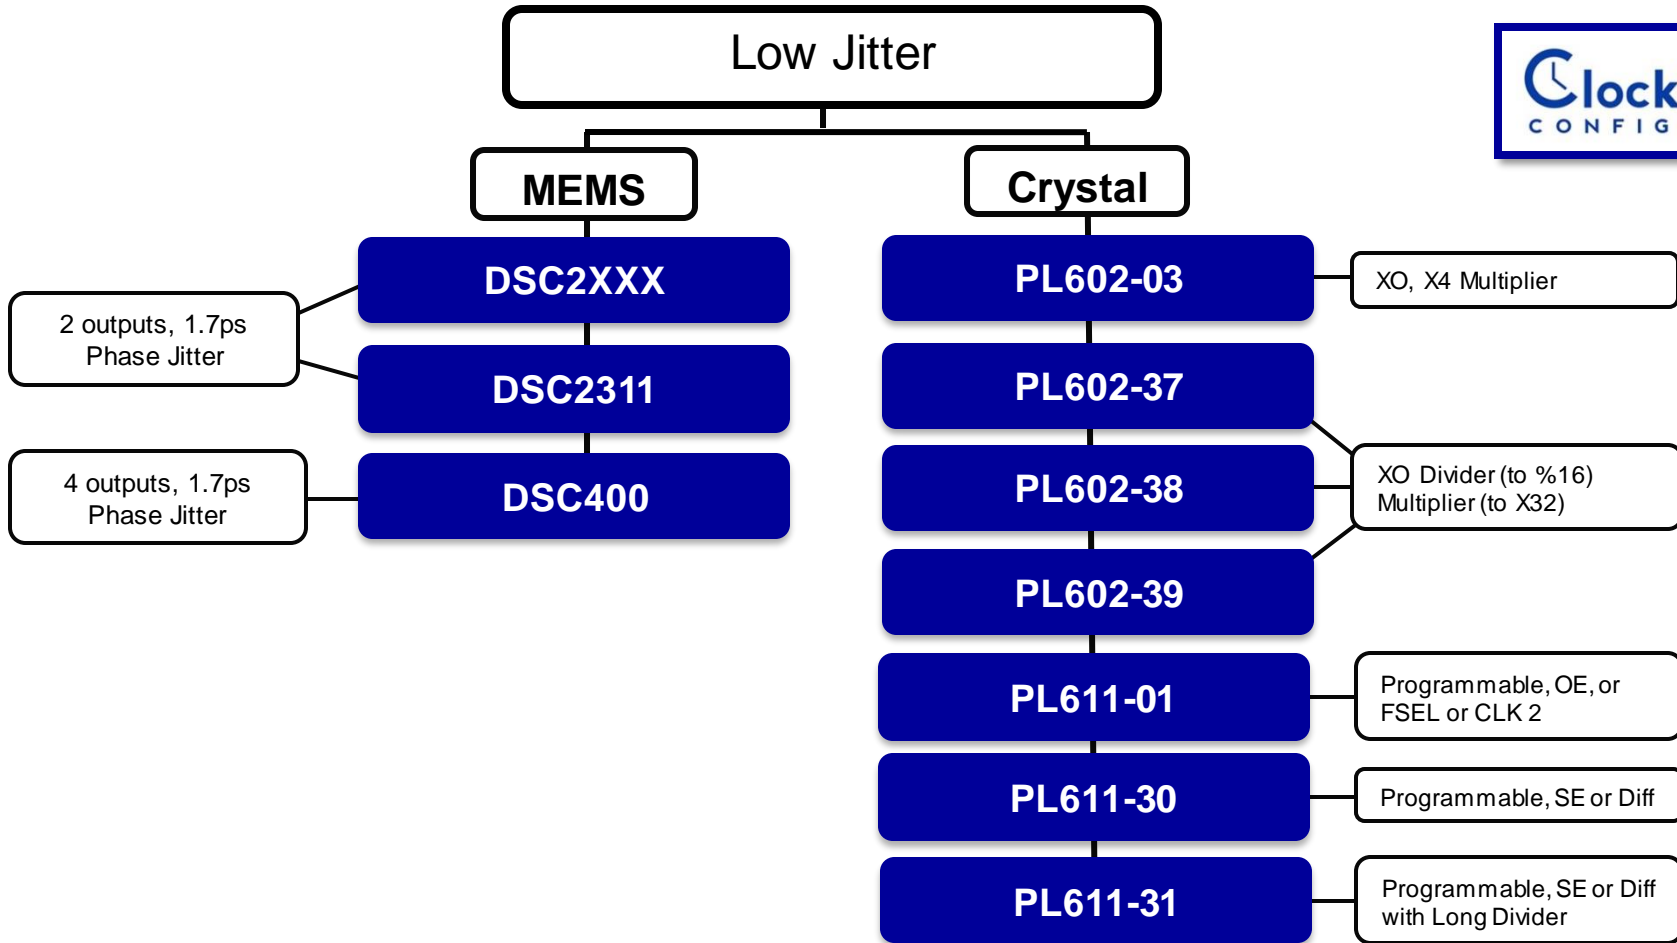 Low Jitter
Clock
CONFIG
MEMS
Crystal
DSC2XXX
DSC2311
DSC400
2 outputs, 1.7ps
Phase Jitter
4 outputs, 1.7ps
Phase Jitter
PL602-03
PL602-37
PL602-38
PL602-39
PL611-01
PL611-30
PL611-31
XO, X4 Multiplier
XO Divider (to %16)
Multiplier (to X32)
Programmable, OE, or
FSEL or CLK 2
Programmable, SE or Diff
Programmable, SE or Diff
with Long Divider